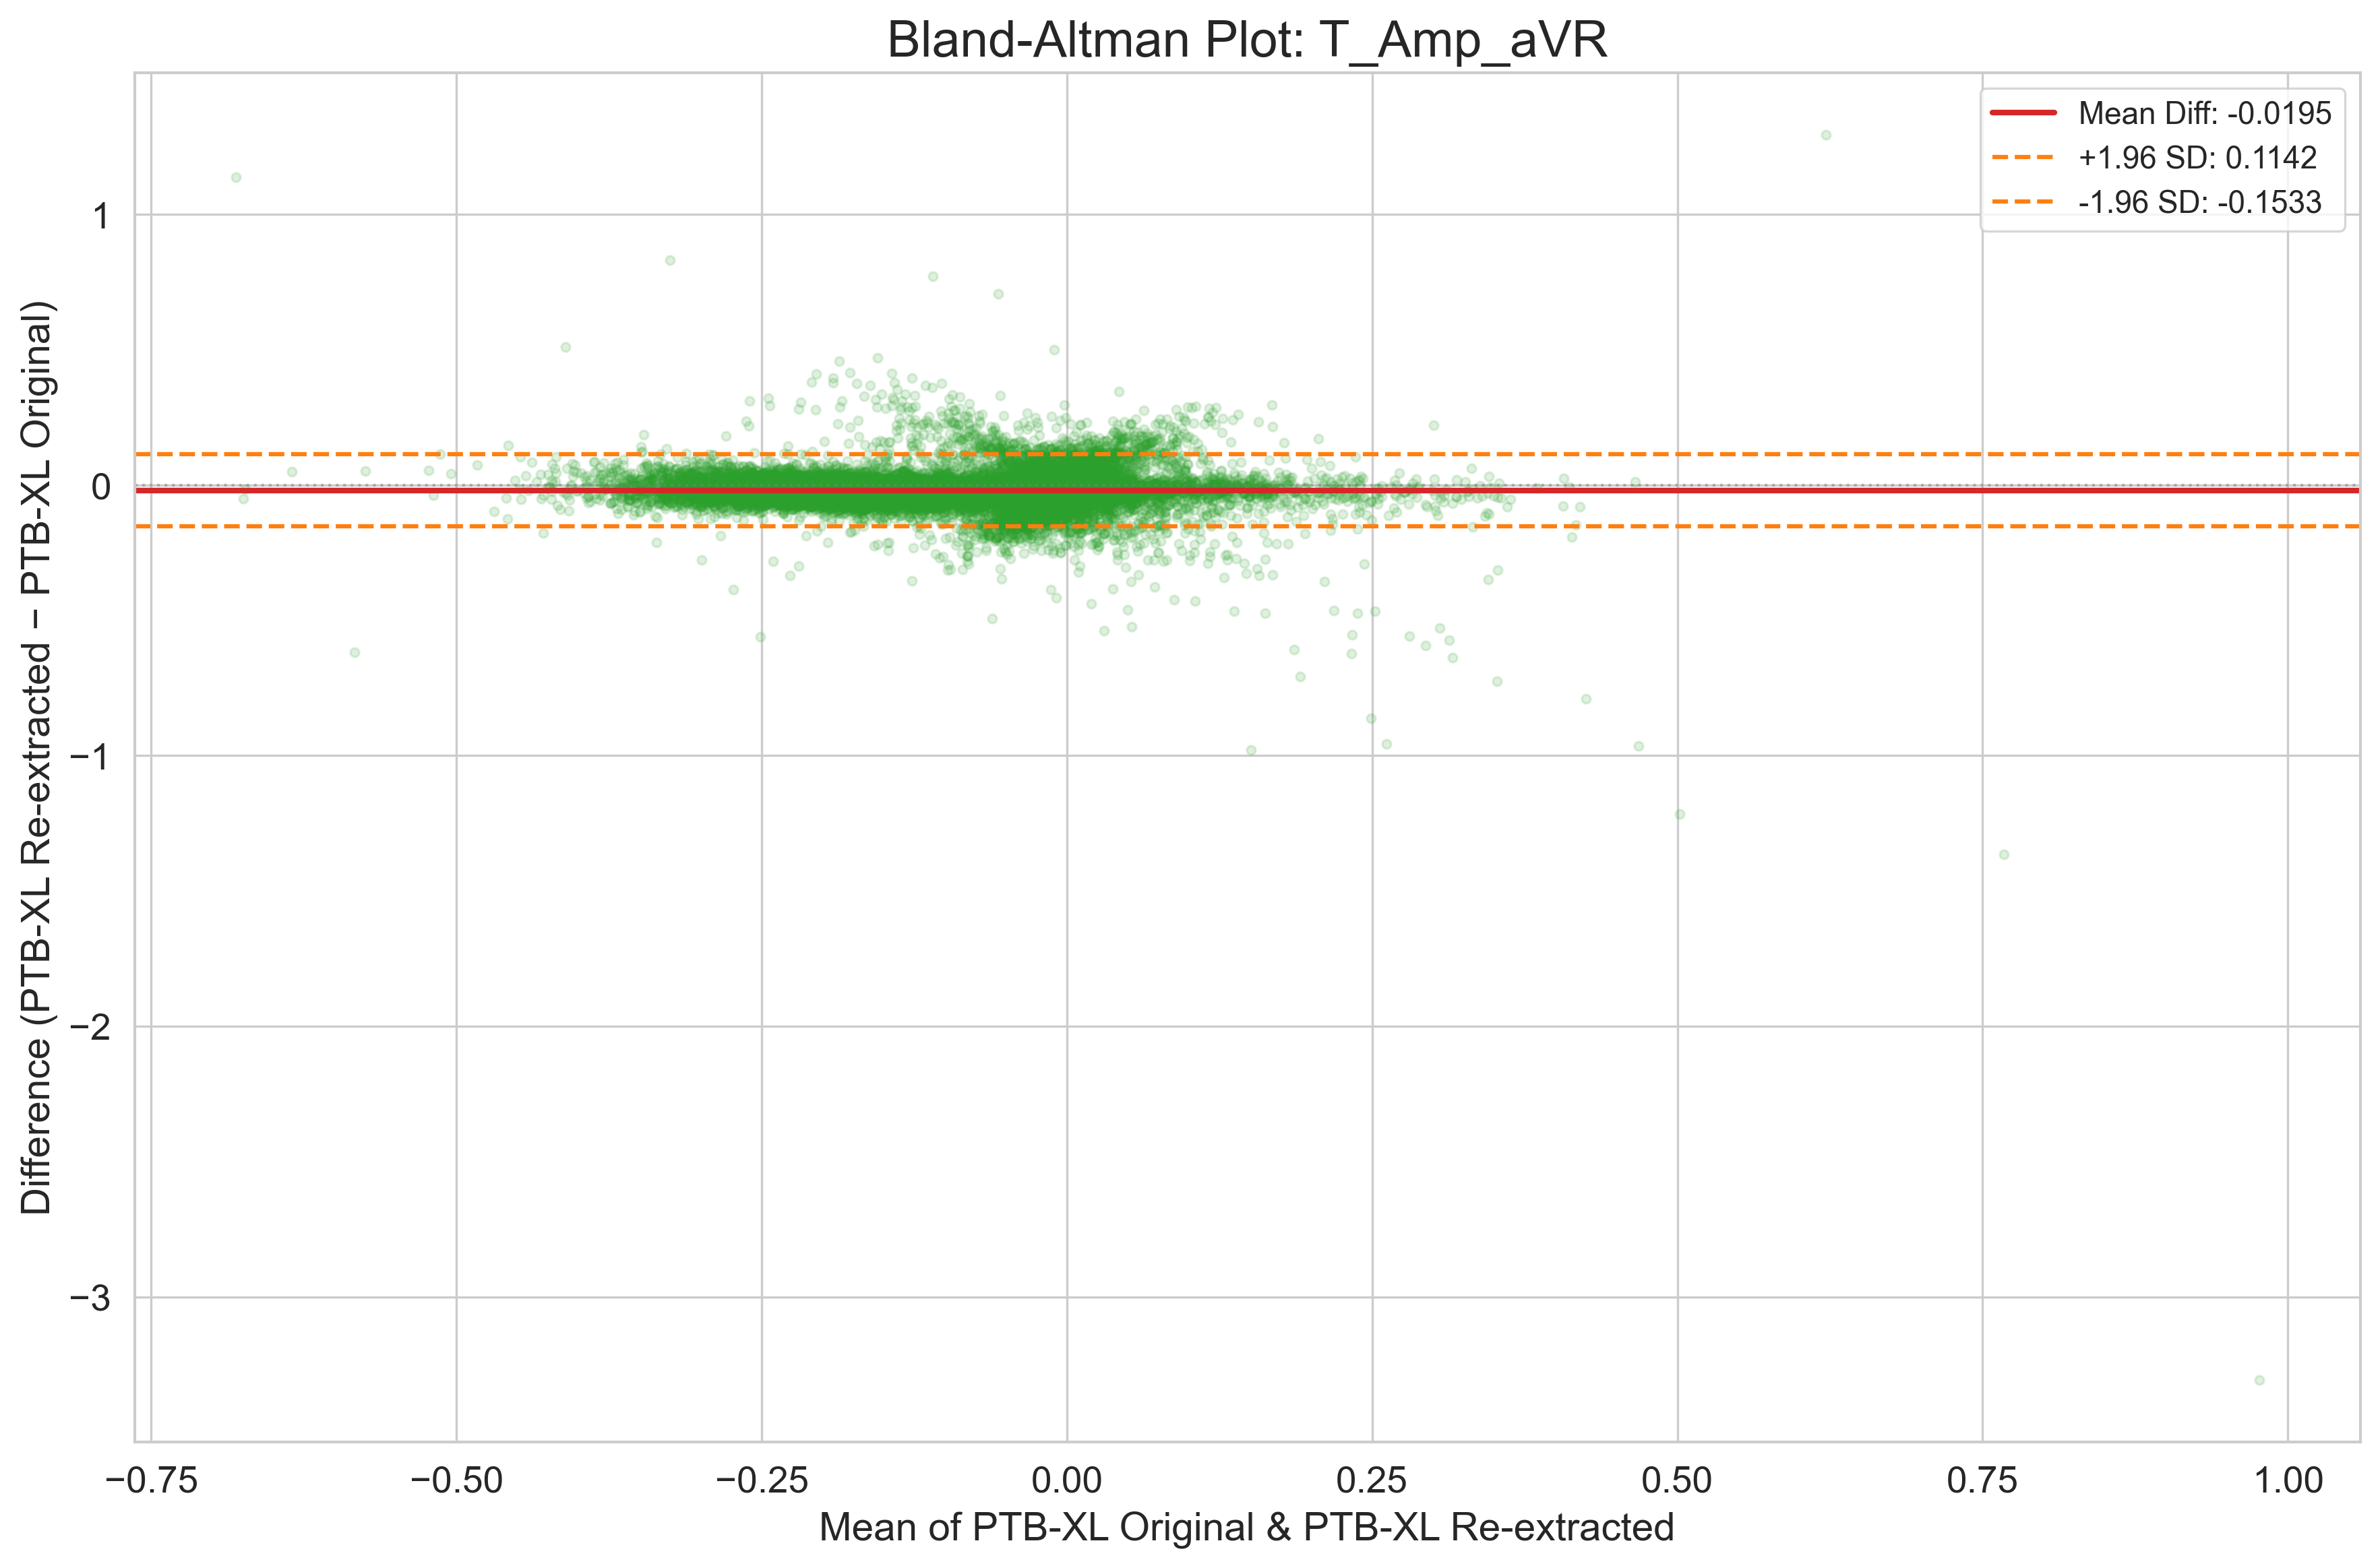 Bland-Altman Plot: T_Amp_aVR
Mean Diff: -0.0195
+1.96 SD: 0.1142
-1.96 SD: -0.1533
Difference (PTB-XL Re-extracted − PTB-XL Original)
1
0
−1
−2
−3
−0.75 −0.50 −0.25 0.00 0.25 0.50 0.75 1.00
Mean of PTB-XL Original & PTB-XL Re-extracted